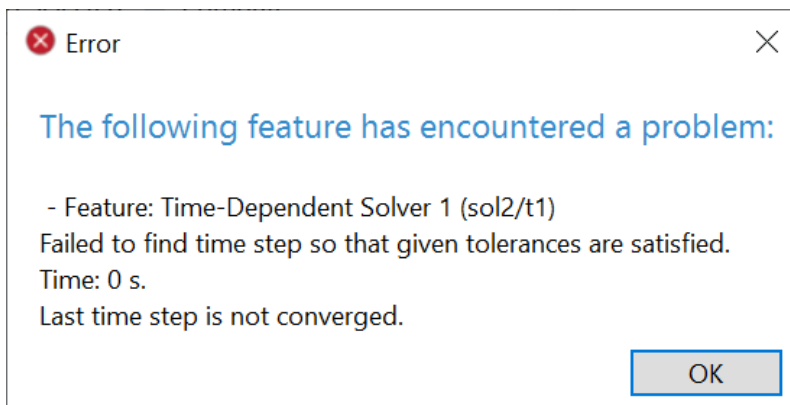 Error
The following feature has encountered a problem:
- Feature: Time-Dependent Solver 1 (sol2/t1)
Failed to find time step so that given tolerances are satisfied.
Time: 0 s.
Last time step is not converged.
OK